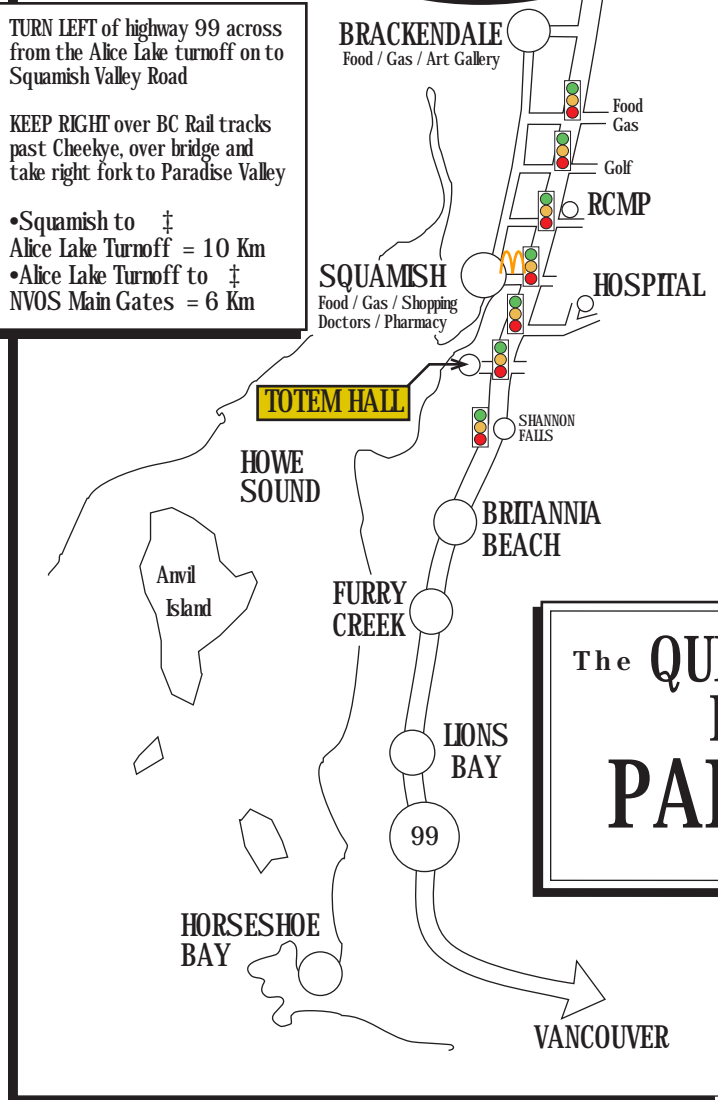 TURN LEFT of highway 99 across
from the Alice Lake turnoff on to
Squamish Valley Road
KEEP RIGHT over BC Rail tracks
past Cheekye, over bridge and
take right fork to Paradise Valley
•Squamish to ‡
Alice Lake Turnoff = 10 Km
•Alice Lake Turnoff to ‡
NVOS Main Gates = 6 Km
BRACKENDALE
Food / Gas / Art Gallery
Food
Gas
Golf
RCMP
SQUAMISH
Food / Gas / Shopping
Doctors / Pharmacy
HOSPITAL
TOTEM HALL
SHANNON
FALLS
HOWE
SOUND
BRITANNIA
BEACH
Anvil
Island
FURRY
CREEK
The QU
LIONS
BAY
PA
99
HORSESHOE
BAY
VANCOUVER